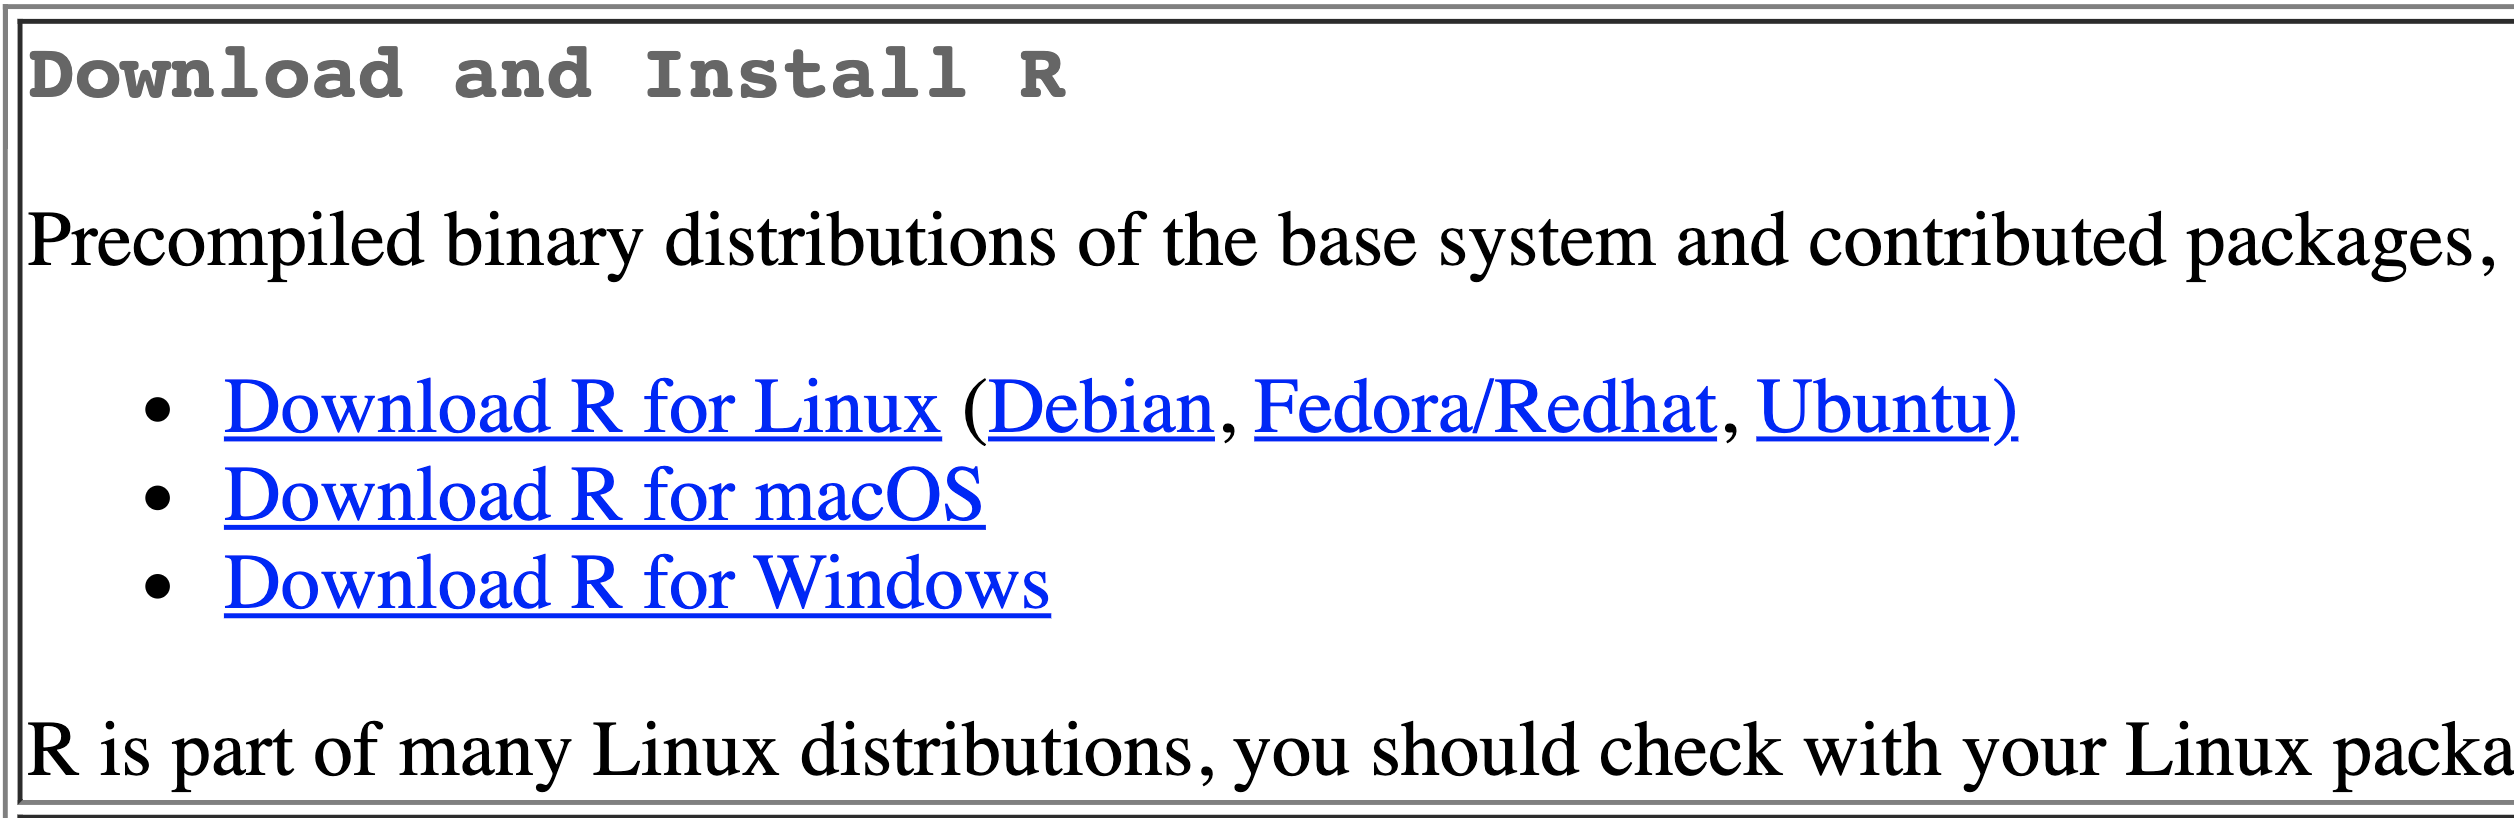 Download and Install R
Precompiled binary distributions of the base system and contributed packages,
• Download R for Linux (Debian, Fedora/Redhat, Ubuntu)
• Download R for macOS
• Download R for Windows
R is part of many Linux distributions, you should check with your Linux packa